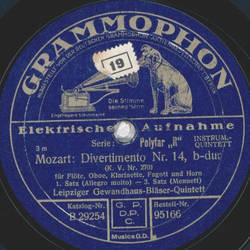 GRAMMOPHON
19
Die Stimme
seines Herrn
Elektrische Aufnahme
3 m
Serie: Polyfar „R" INSTRUM.-
QUINTETT
Mozart: Divertimento Nr. 14, b-dur
(K. V. Nr. 270)
für Flöte, Oboe, Klarinette, Fagott und Horn
1. Satz (Allegro molto) – 3. Satz (Menuett)
Leipziger Gewandhaus-Bläser-Quintett
Katalog-Nr.
B 29254
G. P.
D.P.
C.
Bestell-Nr.
95166
Musica G.D.